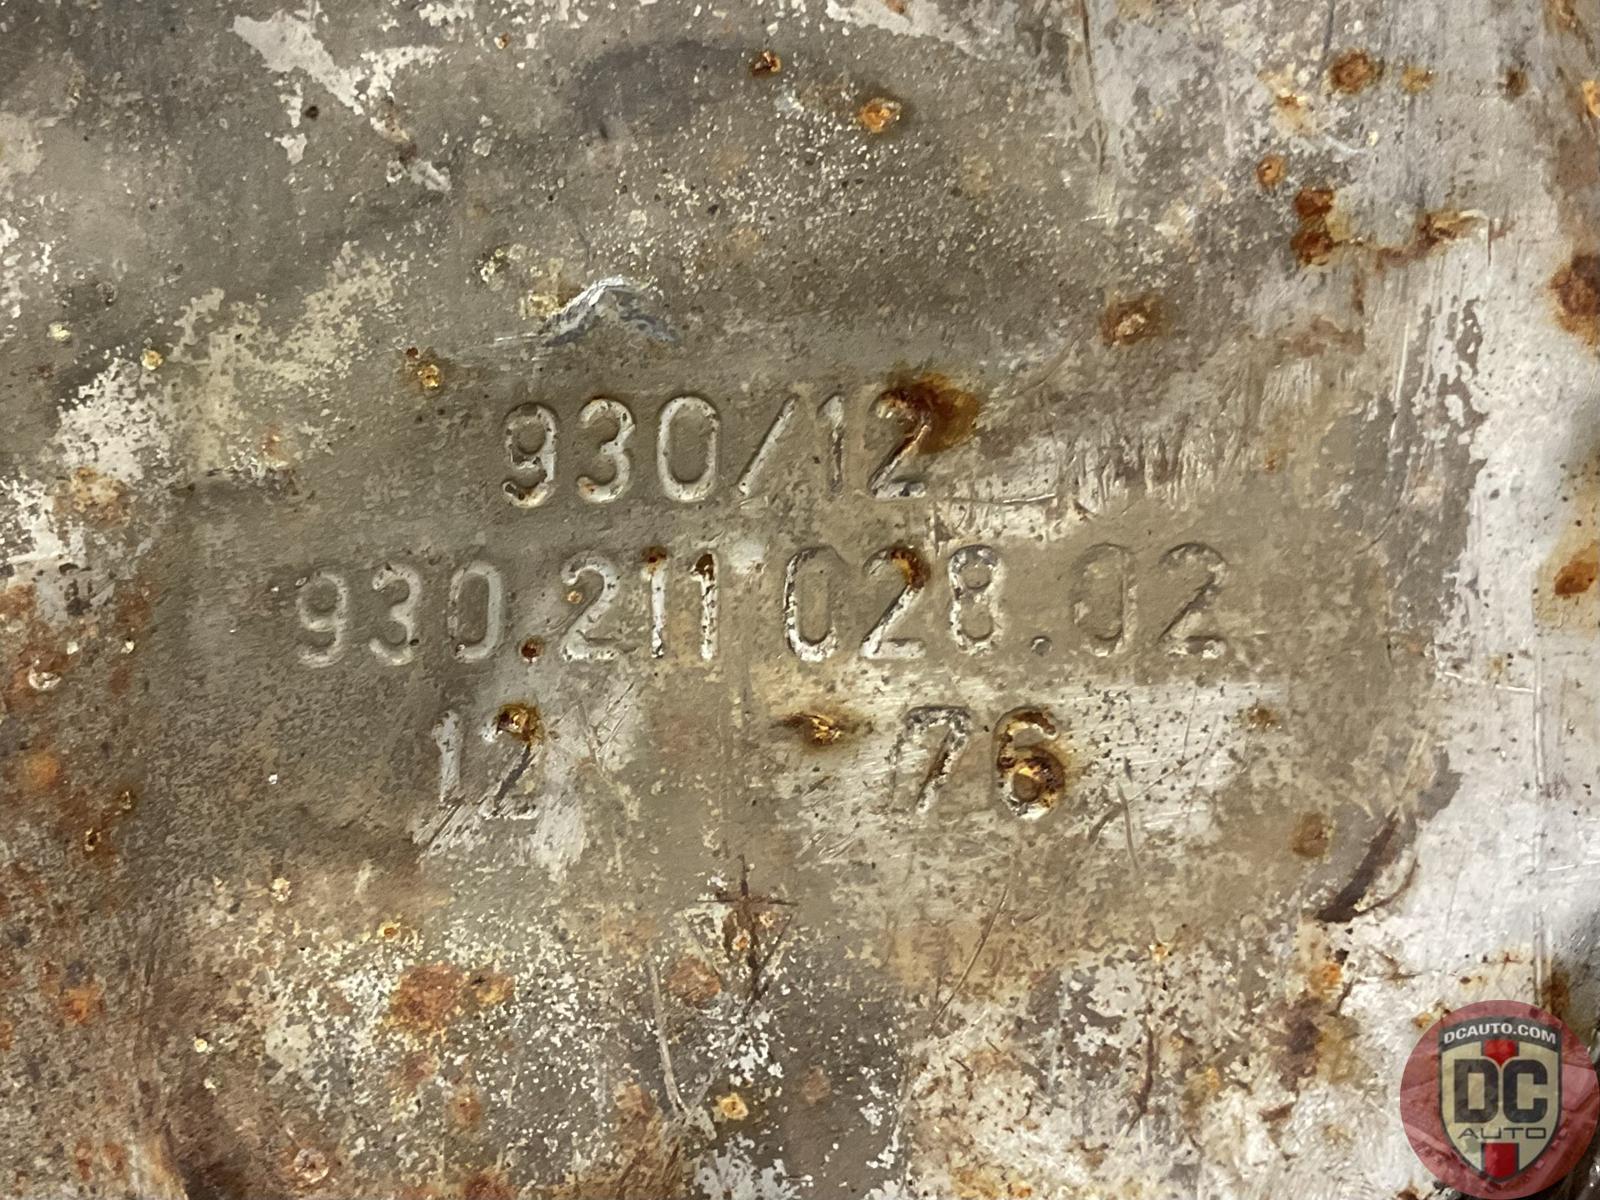 930/12
930.211 028.02
12 76
DCAUTO.COM
DC
AUTO